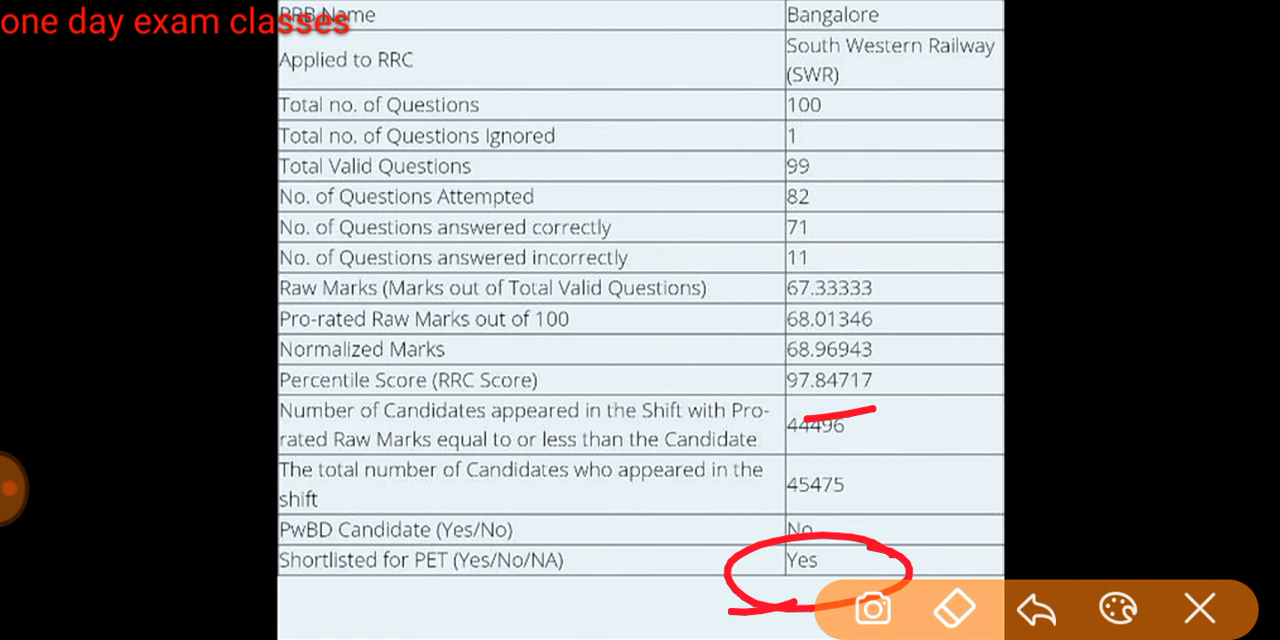 one day exam classes
RRB Name Bangalore
Applied to RRC South Western Railway
(SWR)
Total no. of Questions 100
Total no. of Questions Ignored 1
Total Valid Questions 99
No. of Questions Attempted 82
No. of Questions answered correctly 71
No. of Questions answered incorrectly 11
Raw Marks (Marks out of Total Valid Questions) 67.33333
Pro-rated Raw Marks out of 100 68.01346
Normalized Marks 68.96943
Percentile Score (RRC Score) 97.84717
Number of Candidates appeared in the Shift with Pro-
rated Raw Marks equal to or less than the Candidate 44496
The total number of Candidates who appeared in the
shift 45475
PwBD Candidate (Yes/No) No
Shortlisted for PET (Yes/No/NA) Yes